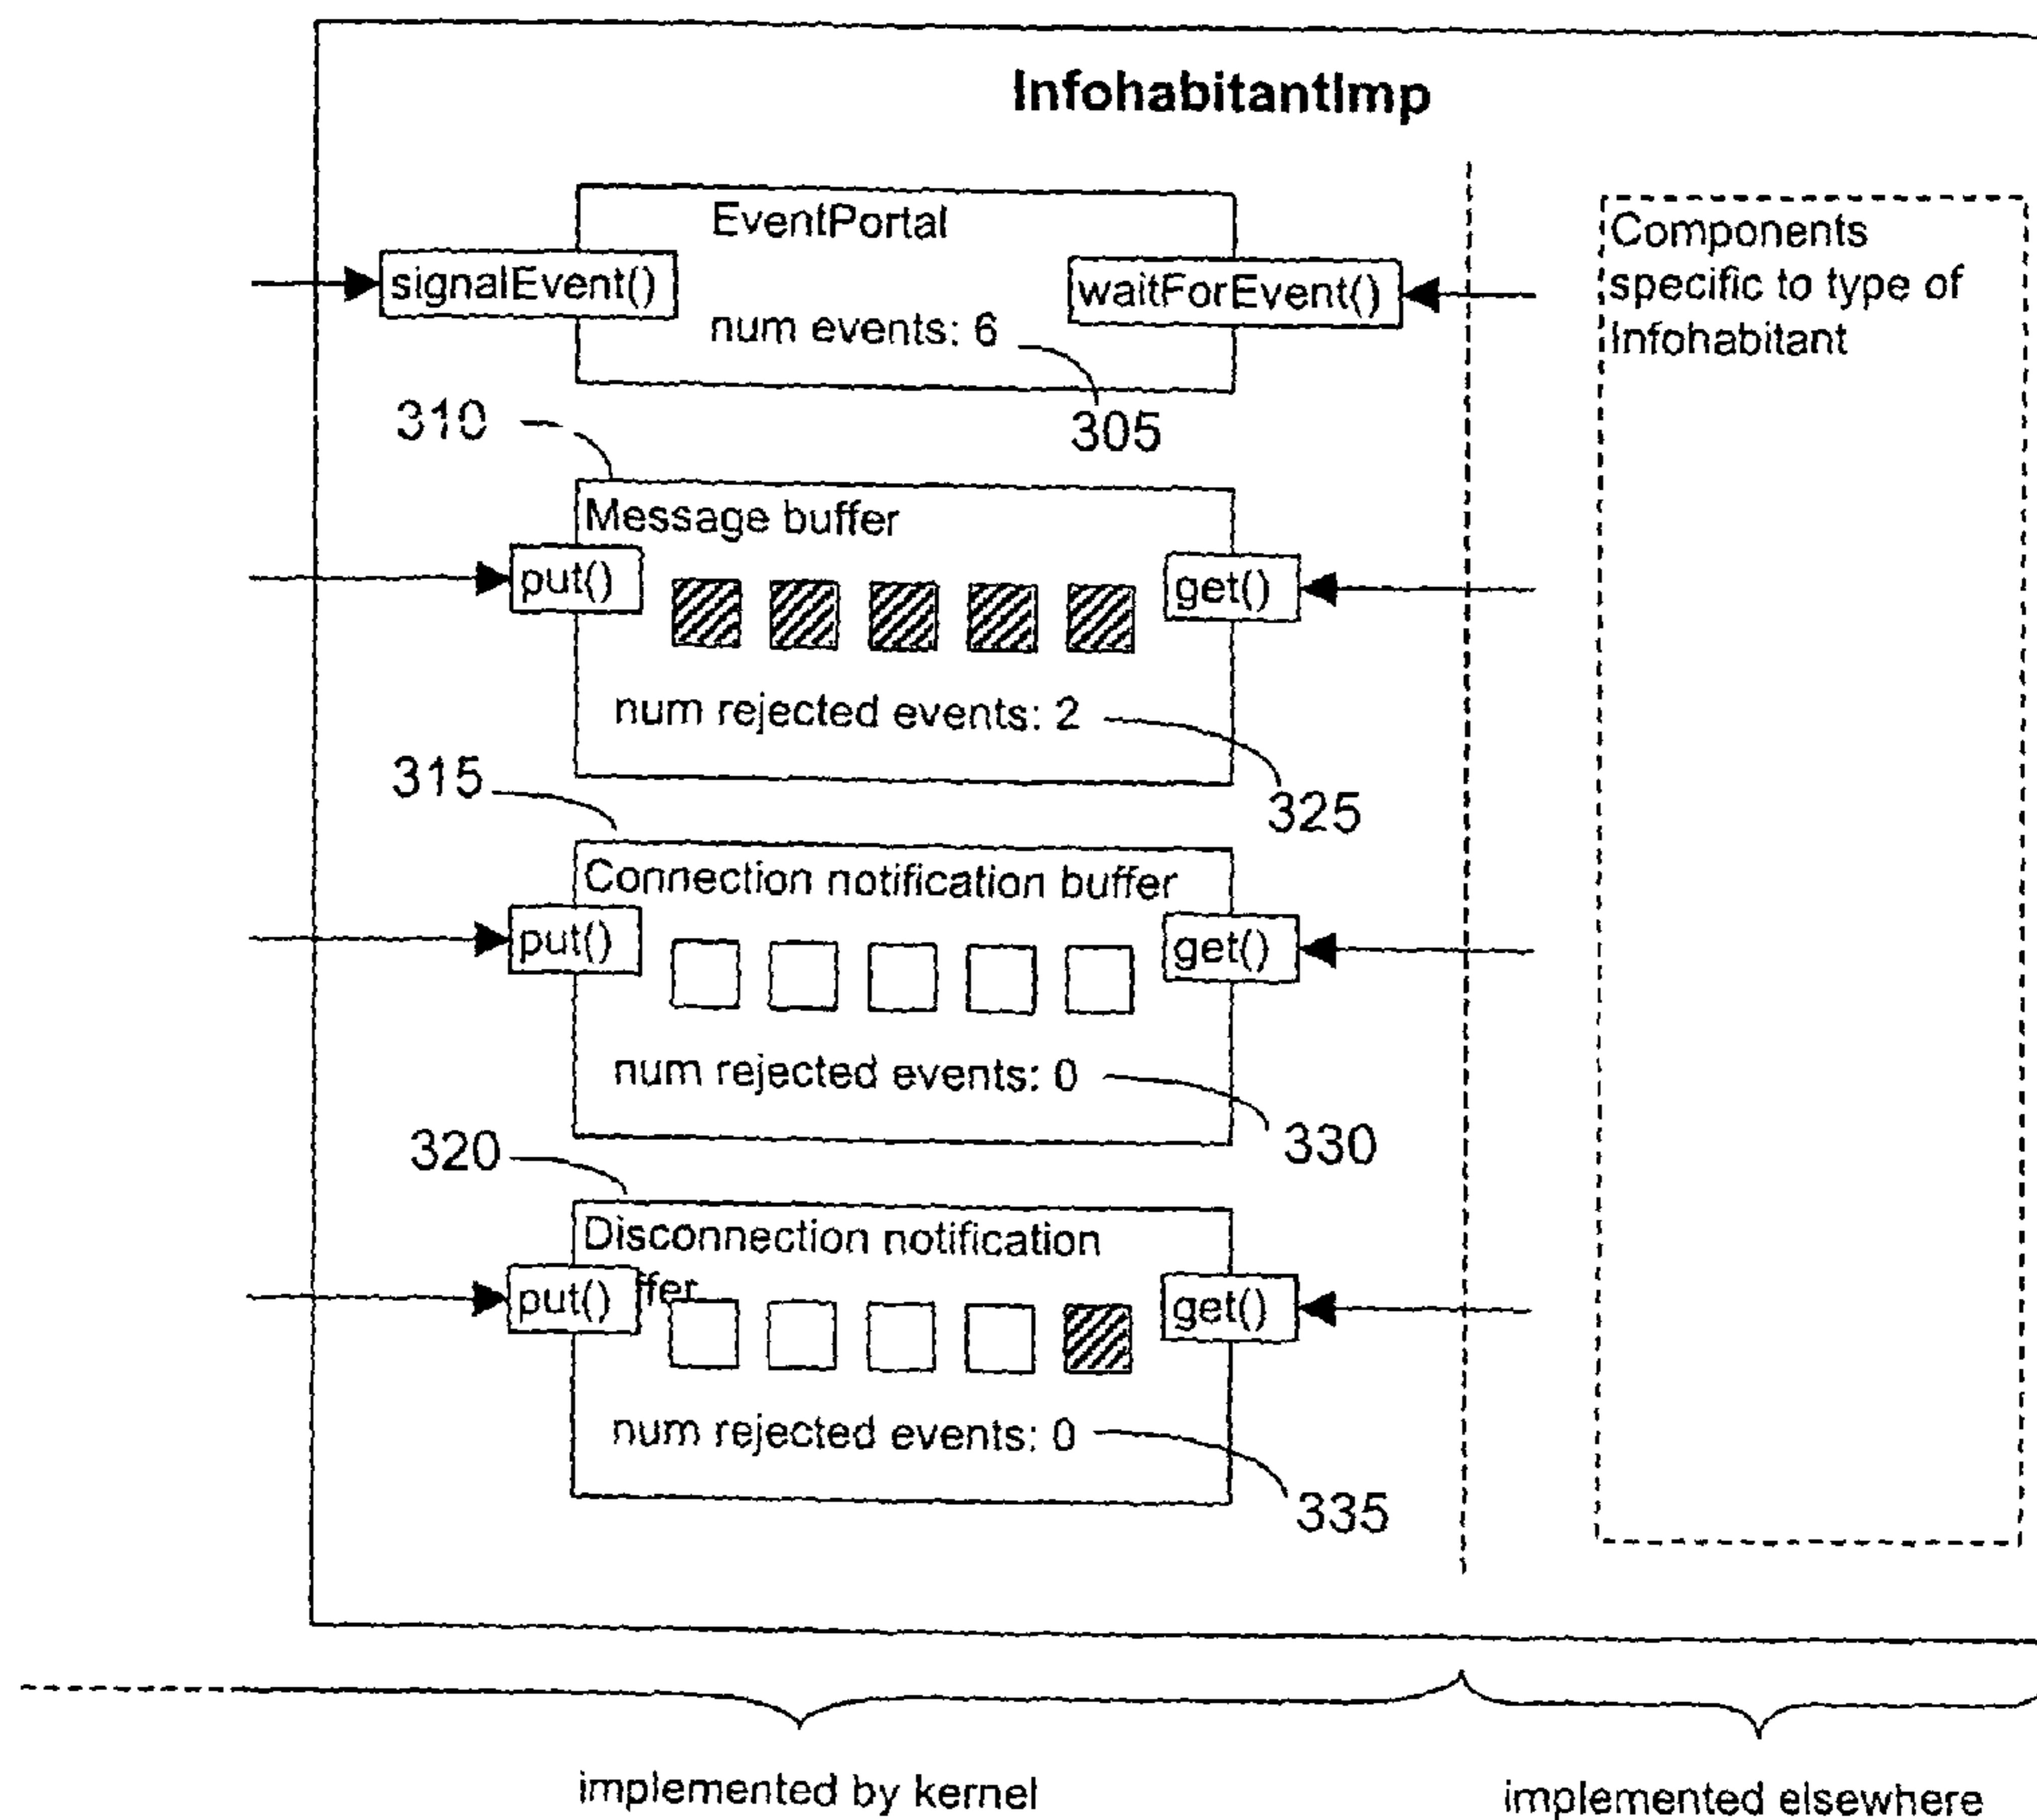 InfohabitantImp
EventPortal
signalEvent()
waitForEvent()
num events: 6
305
Components
specific to type of
Infohabitant
310
Message buffer
put()
get()
num rejected events: 2
325
315
Connection notification buffer
put()
get()
num rejected events: 0
330
320
Disconnection notification
ffer
put()
get()
num rejected events: 0
335
implemented by kernel
implemented elsewhere